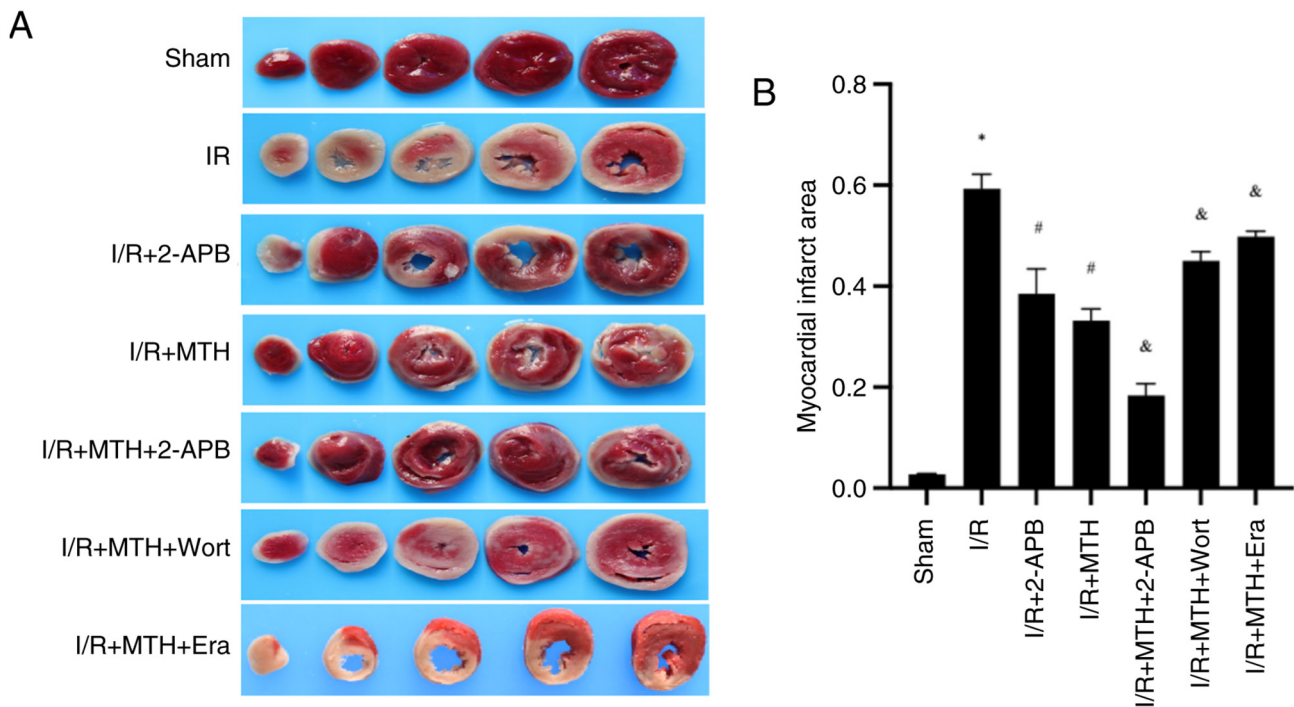 A
Sham
IR
I/R+2-APB
I/R+MTH
I/R+MTH+2-APB
I/R+MTH+Wort
I/R+MTH+Era
B
Myocardial infarct area
0.8
0.6
0.4
0.2
0.0
*
#
#
&
&
&
Sham
I/R
I/R+2-APB
I/R+MTH
I/R+MTH+2-APB
I/R+MTH+Wort
I/R+MTH+Era